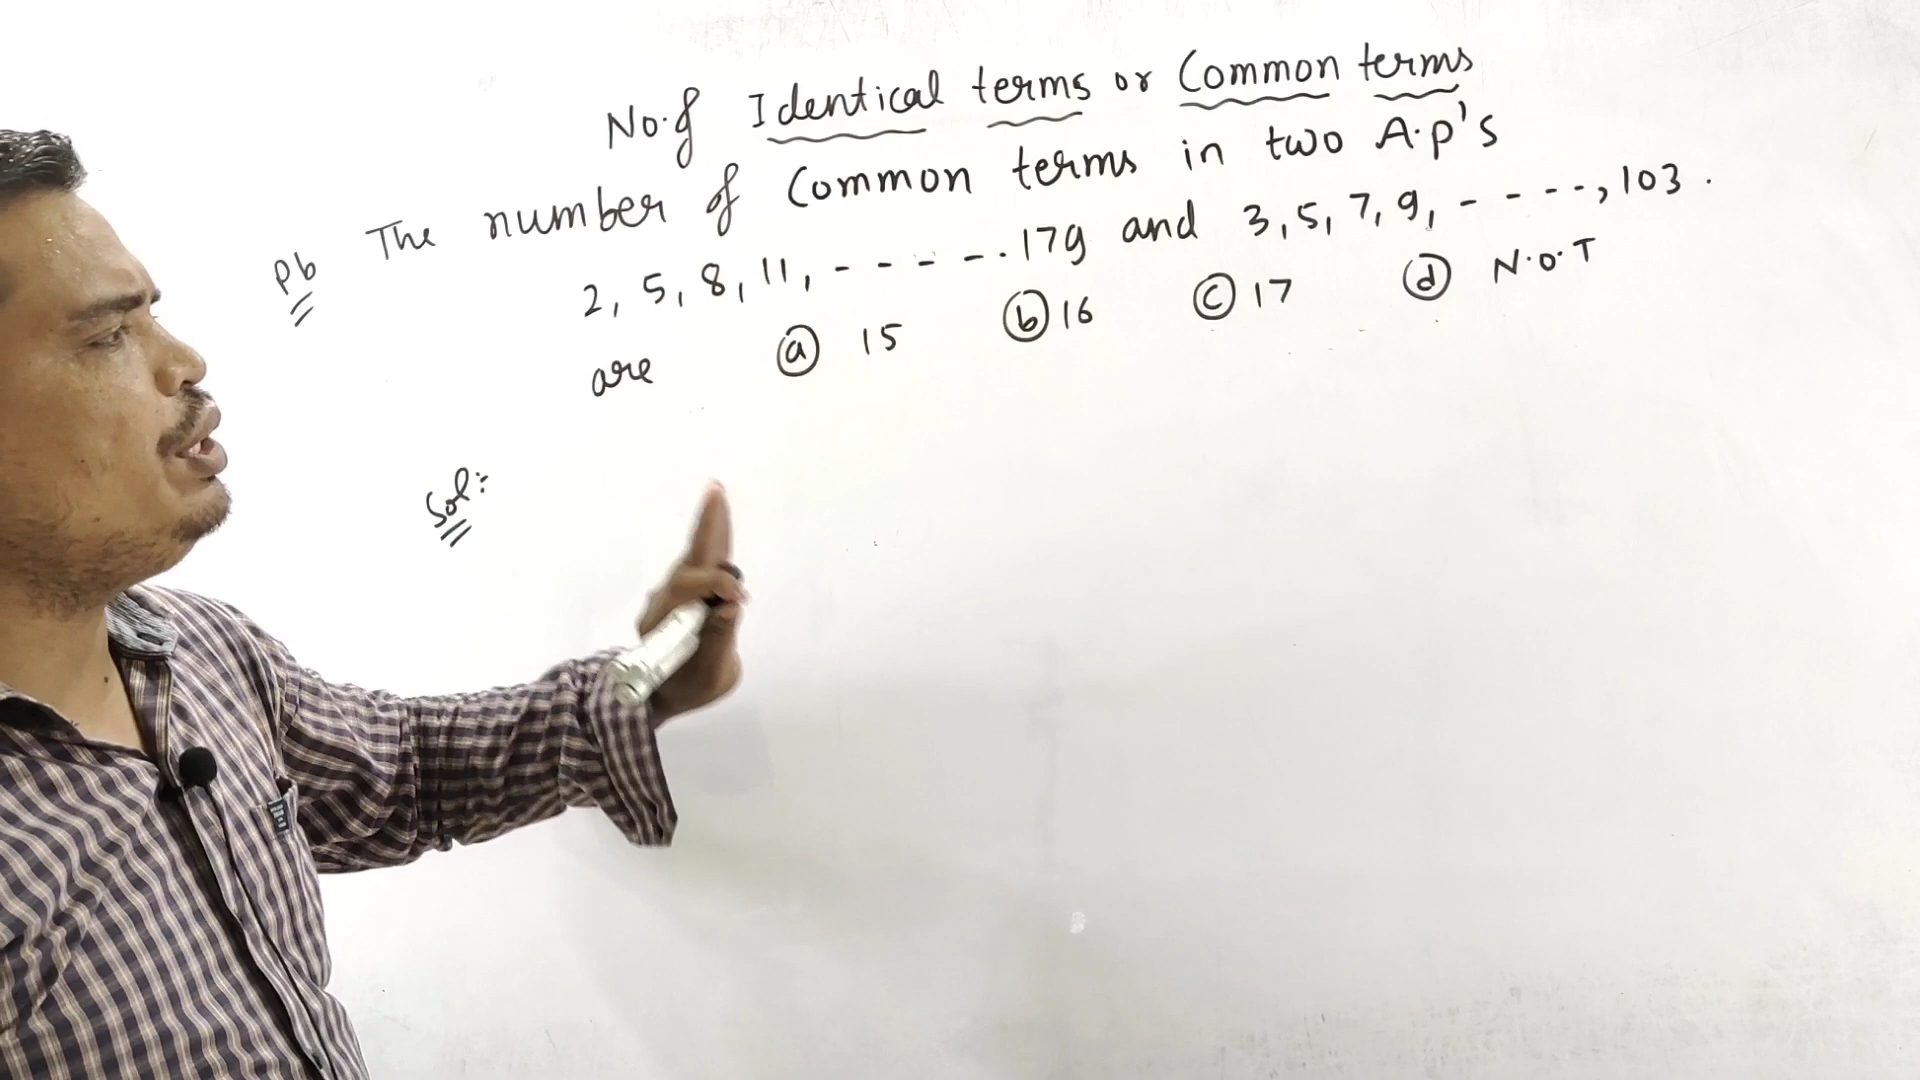 No. of Identical terms or Common terms
Pb The number of Common terms in two A.p's
2, 5, 8, 11, - - - - - . 179 and 3, 5, 7, 9, - - - - -, 103 .
are (a) 15 (b) 16 (c) 17 (d) N.O.T
Sol:-